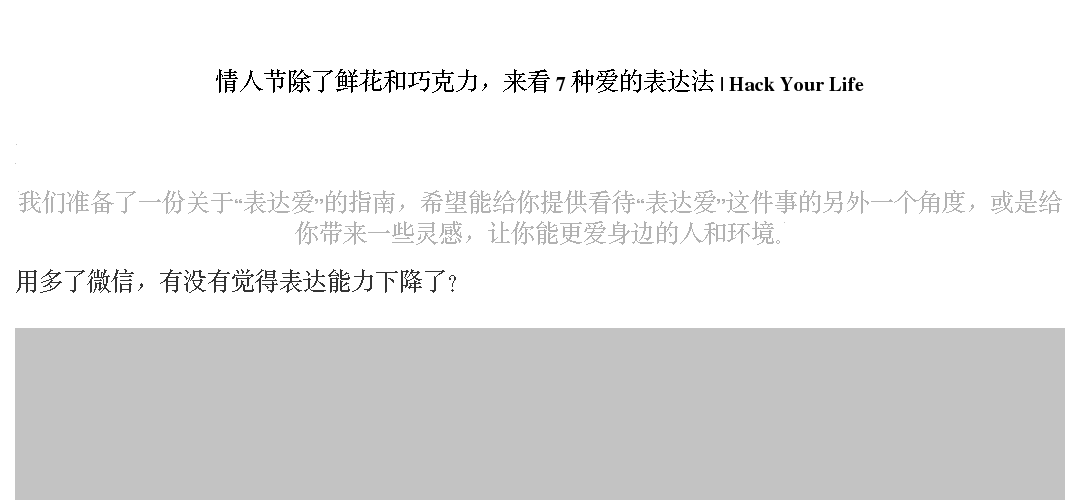 情人节除了鲜花和巧克力，来看 7 种爱的表达法 | Hack Your Life
我们准备了一份关于“表达爱”的指南，希望能给你提供看待“表达爱”这件事的另外一个角度，或是给
你带来一些灵感，让你能更爱身边的人和环境。
用多了微信，有没有觉得表达能力下降了？